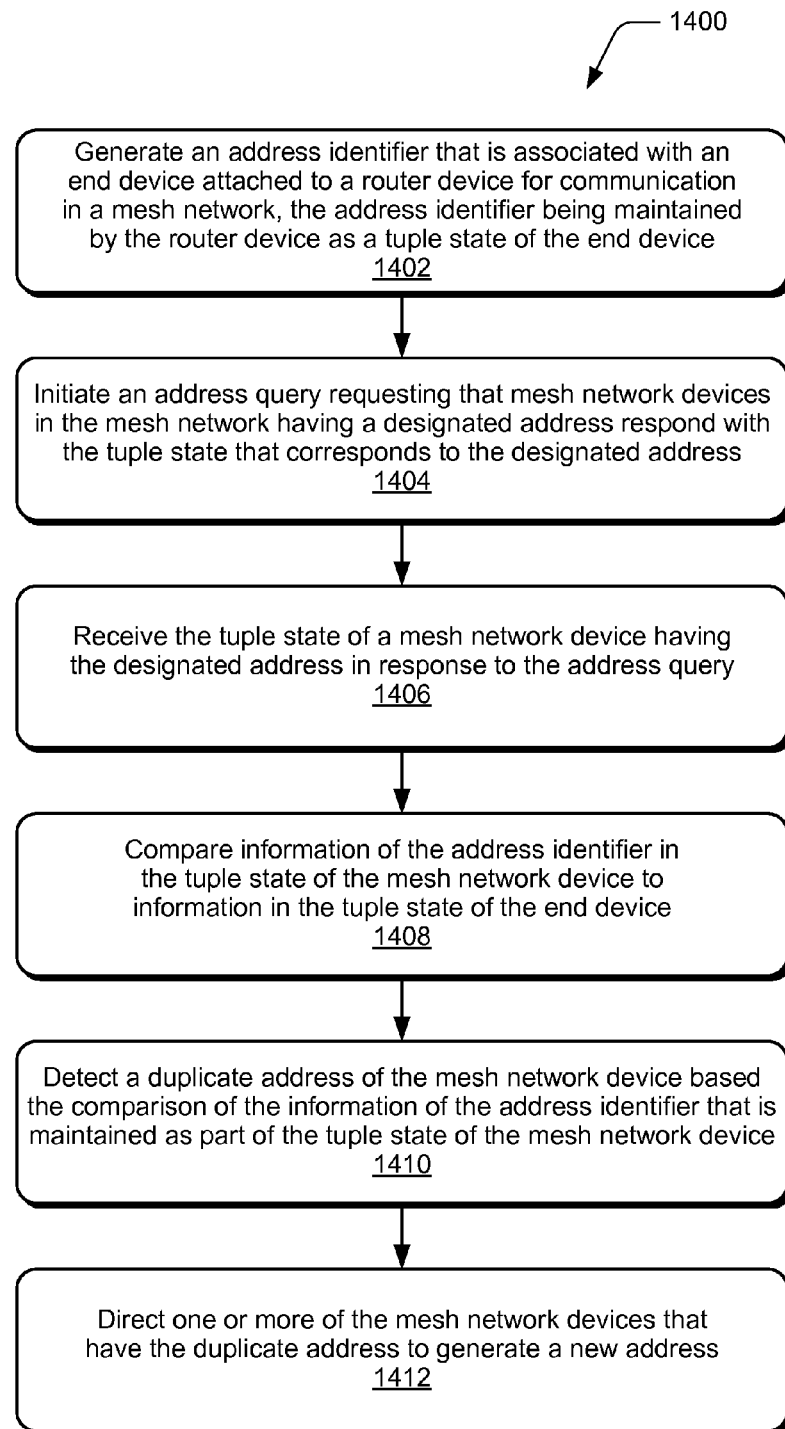 1400
Generate an address identifier that is associated with an
end device attached to a router device for communication
in a mesh network, the address identifier being maintained
by the router device as a tuple state of the end device
1402
Initiate an address query requesting that mesh network devices
in the mesh network having a designated address respond with
the tuple state that corresponds to the designated address
1404
Receive the tuple state of a mesh network device having
the designated address in response to the address query
1406
Compare information of the address identifier in
the tuple state of the mesh network device to
information in the tuple state of the end device
1408
Detect a duplicate address of the mesh network device based
the comparison of the information of the address identifier that is
maintained as part of the tuple state of the mesh network device
1410
Direct one or more of the mesh network devices that
have the duplicate address to generate a new address
1412